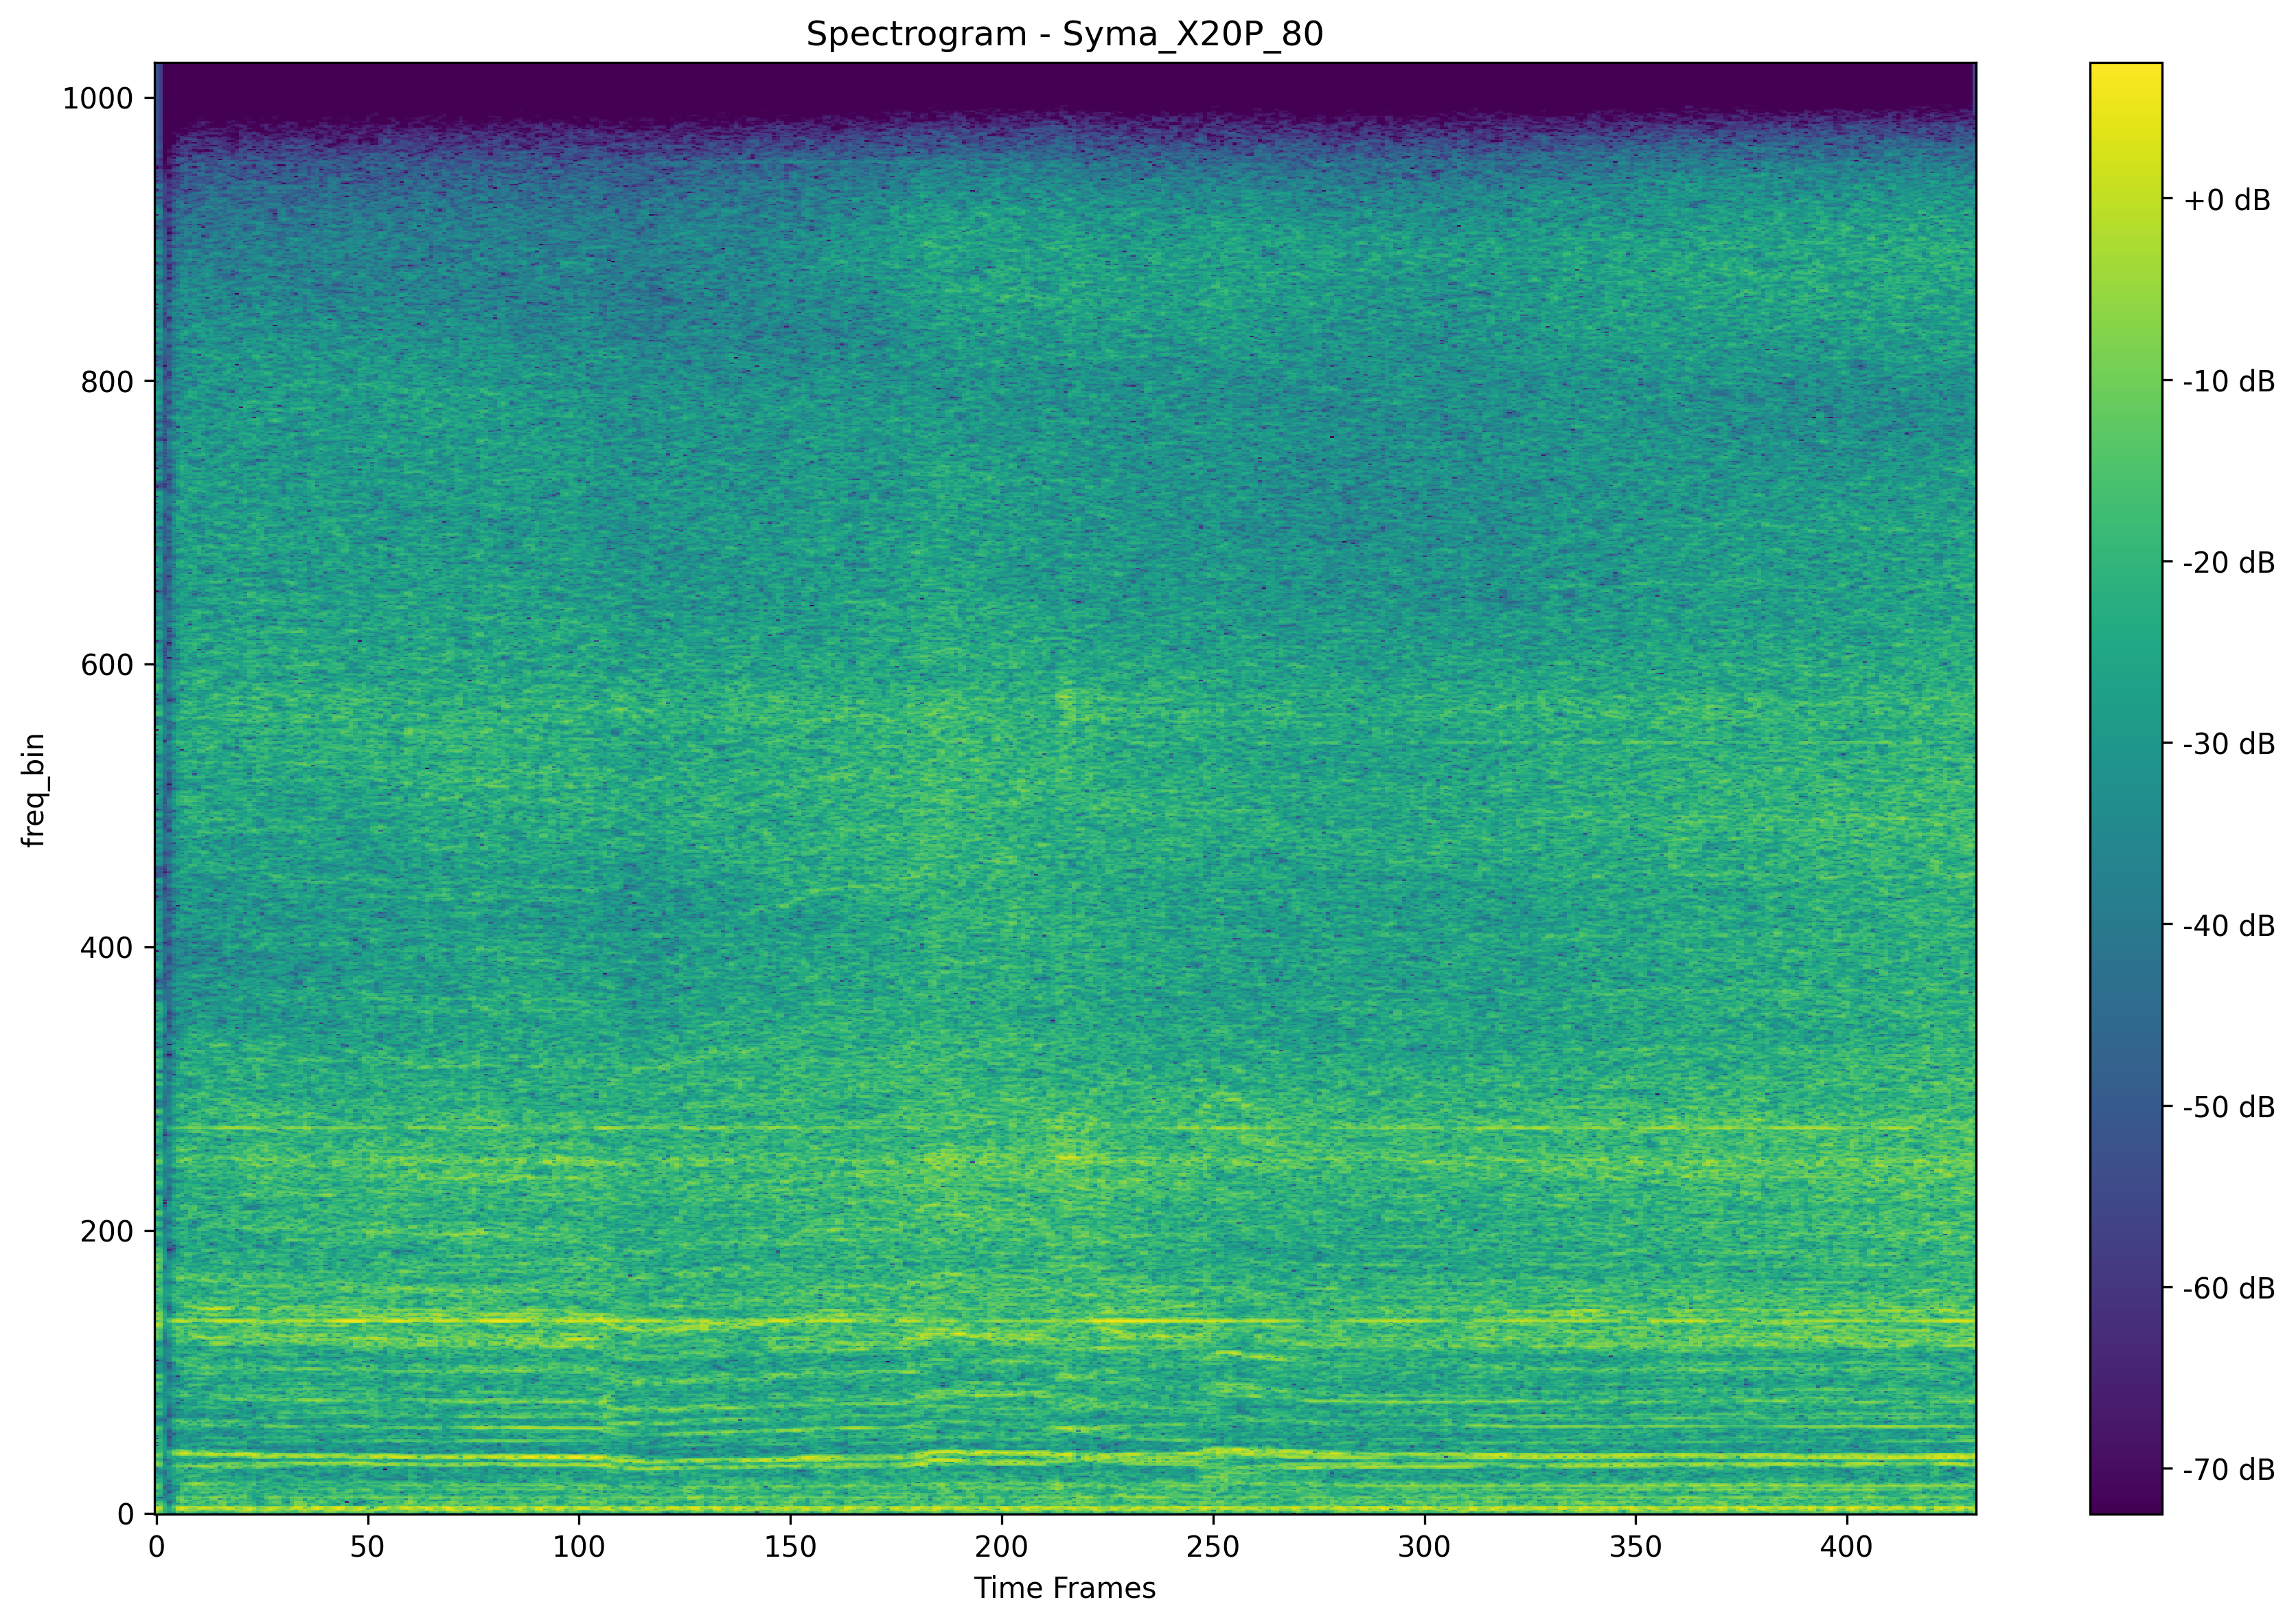 Spectrogram - Syma_X20P_80
1000
800
600
400
200
0
freq_bin
0 50 100 150 200 250 300 350 400
Time Frames
+0 dB
-10 dB
-20 dB
-30 dB
-40 dB
-50 dB
-60 dB
-70 dB